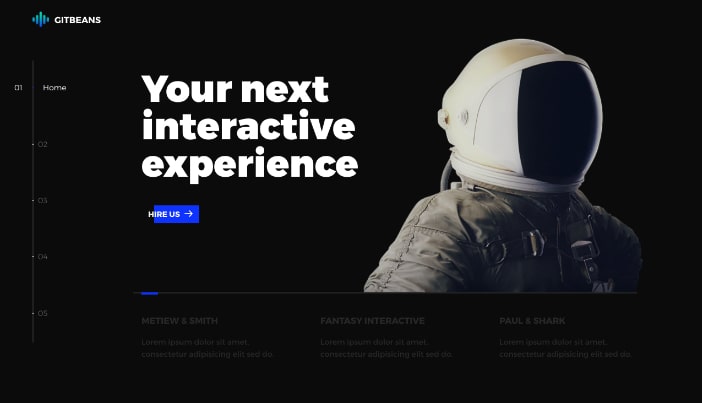 GITBEANS
01 Home
02
03
04
05
Your next
interactive
experience
HIRE US →
METIEW & SMITH
Lorem ipsum dolor sit amet,
consectetur adipisicing elit sed do.
FANTASY INTERACTIVE
Lorem ipsum dolor sit amet,
consectetur adipisicing elit sed do.
PAUL & SHARK
Lorem ipsum dolor sit amet,
consectetur adipisicing elit sed do.